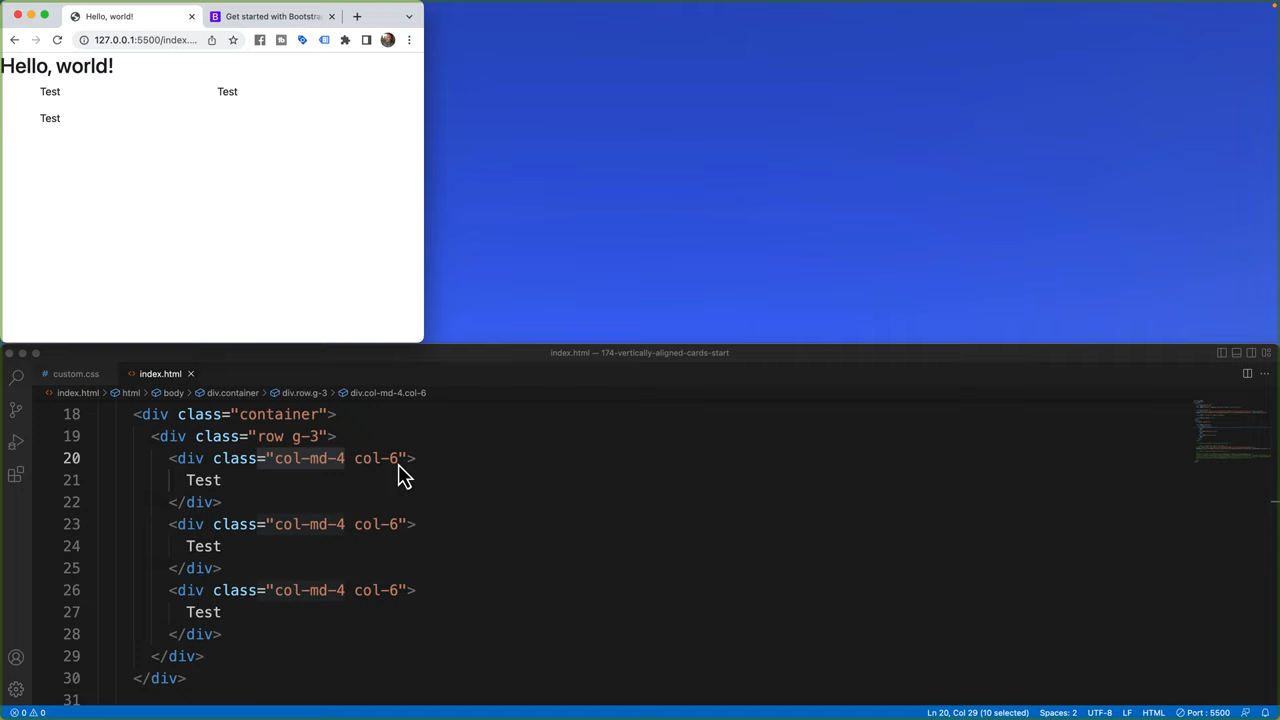 Hello, world!
Get started with Bootstra
127.0.0.1:5500/index....
Hello, world!
Test Test
Test
index.html — 174-vertically-aligned-cards-start
# custom.css
index.html
index.html > html > body > div.container > div.row.g-3 > div.col-md-4.col-6
18 <div class="container">
19 <div class="row g-3">
20 <div class="col-md-4 col-6">
21 Test
22 </div>
23 <div class="col-md-4 col-6">
24 Test
25 </div>
26 <div class="col-md-4 col-6">
27 Test
28 </div>
29 </div>
30 </div>
31
0 0 Ln 20, Col 29 (10 selected) Spaces: 2 UTF-8 LF HTML Port : 5500